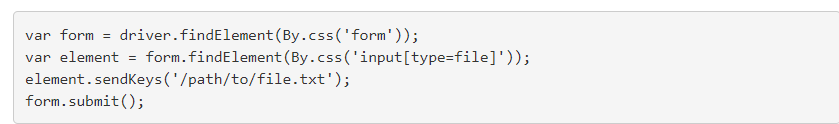 var form = driver.findElement(By.css('form'));
var element = form.findElement(By.css('input[type=file]'));
element.sendKeys('/path/to/file.txt');
form.submit();